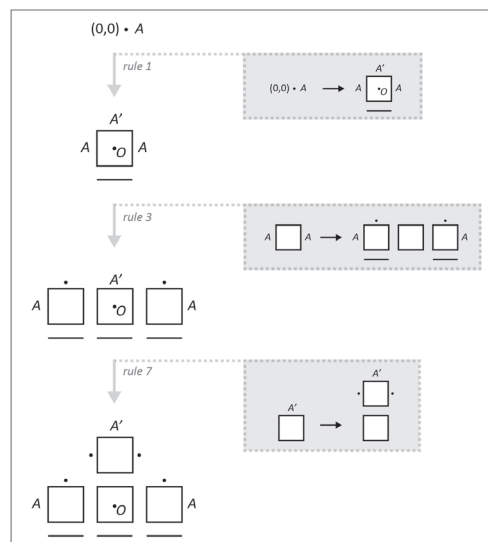 (0,0) • A
rule 1
(0,0) • A → A' A •O A
A'
A •O A
rule 3
A A → A A
A'
A •O A
rule 7
A' → A'
A'
A •O A